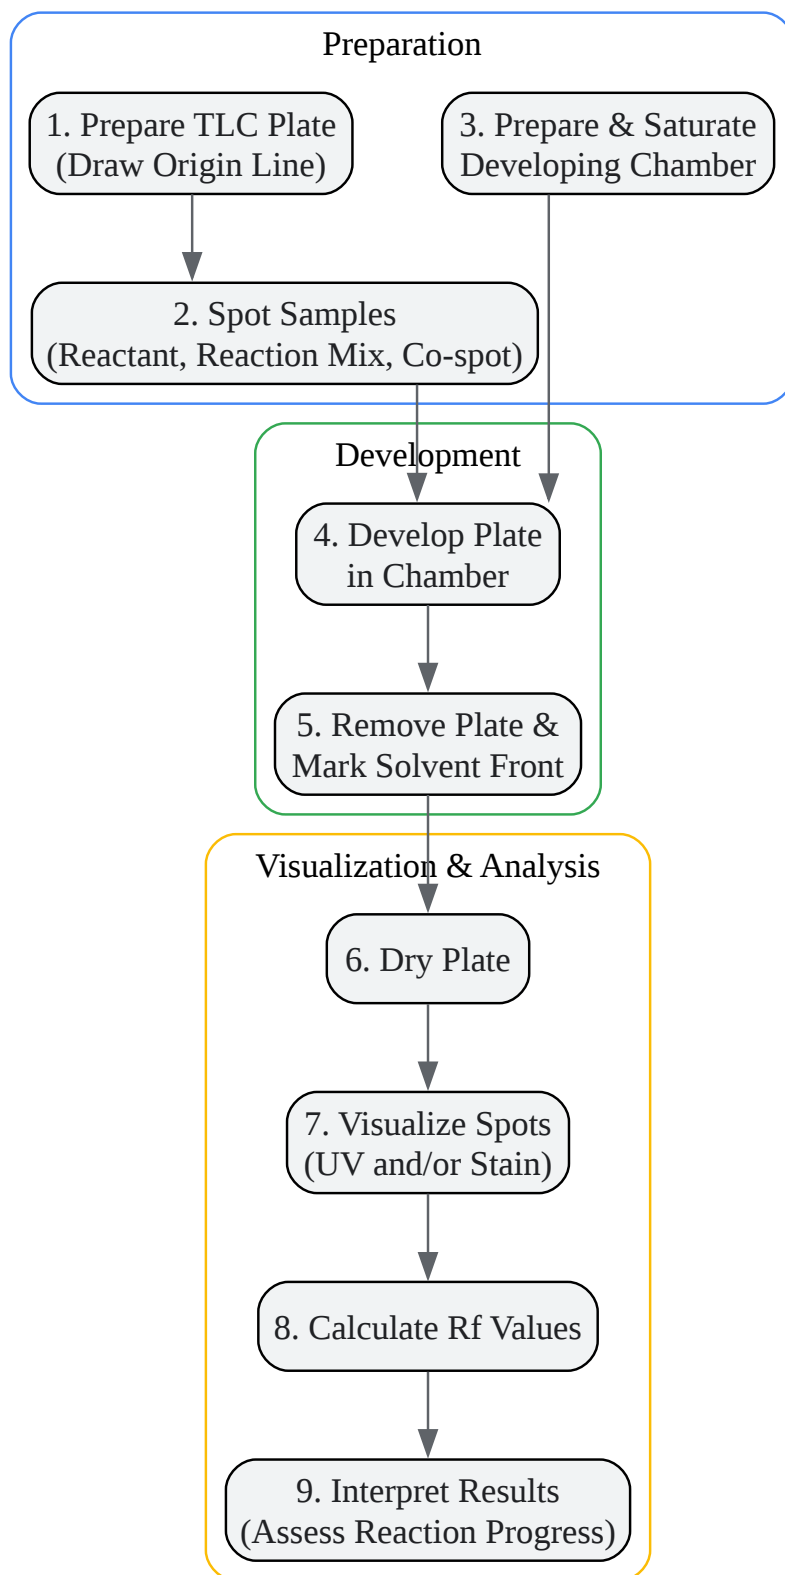 Preparation
1. Prepare TLC Plate
(Draw Origin Line)
3. Prepare & Saturate
Developing Chamber
2. Spot Samples
(Reactant, Reaction Mix, Co-spot)
Development
4. Develop Plate
in Chamber
5. Remove Plate &
Mark Solvent Front
Visualization & Analysis
6. Dry Plate
7. Visualize Spots
(UV and/or Stain)
8. Calculate Rf Values
9. Interpret Results
(Assess Reaction Progress)